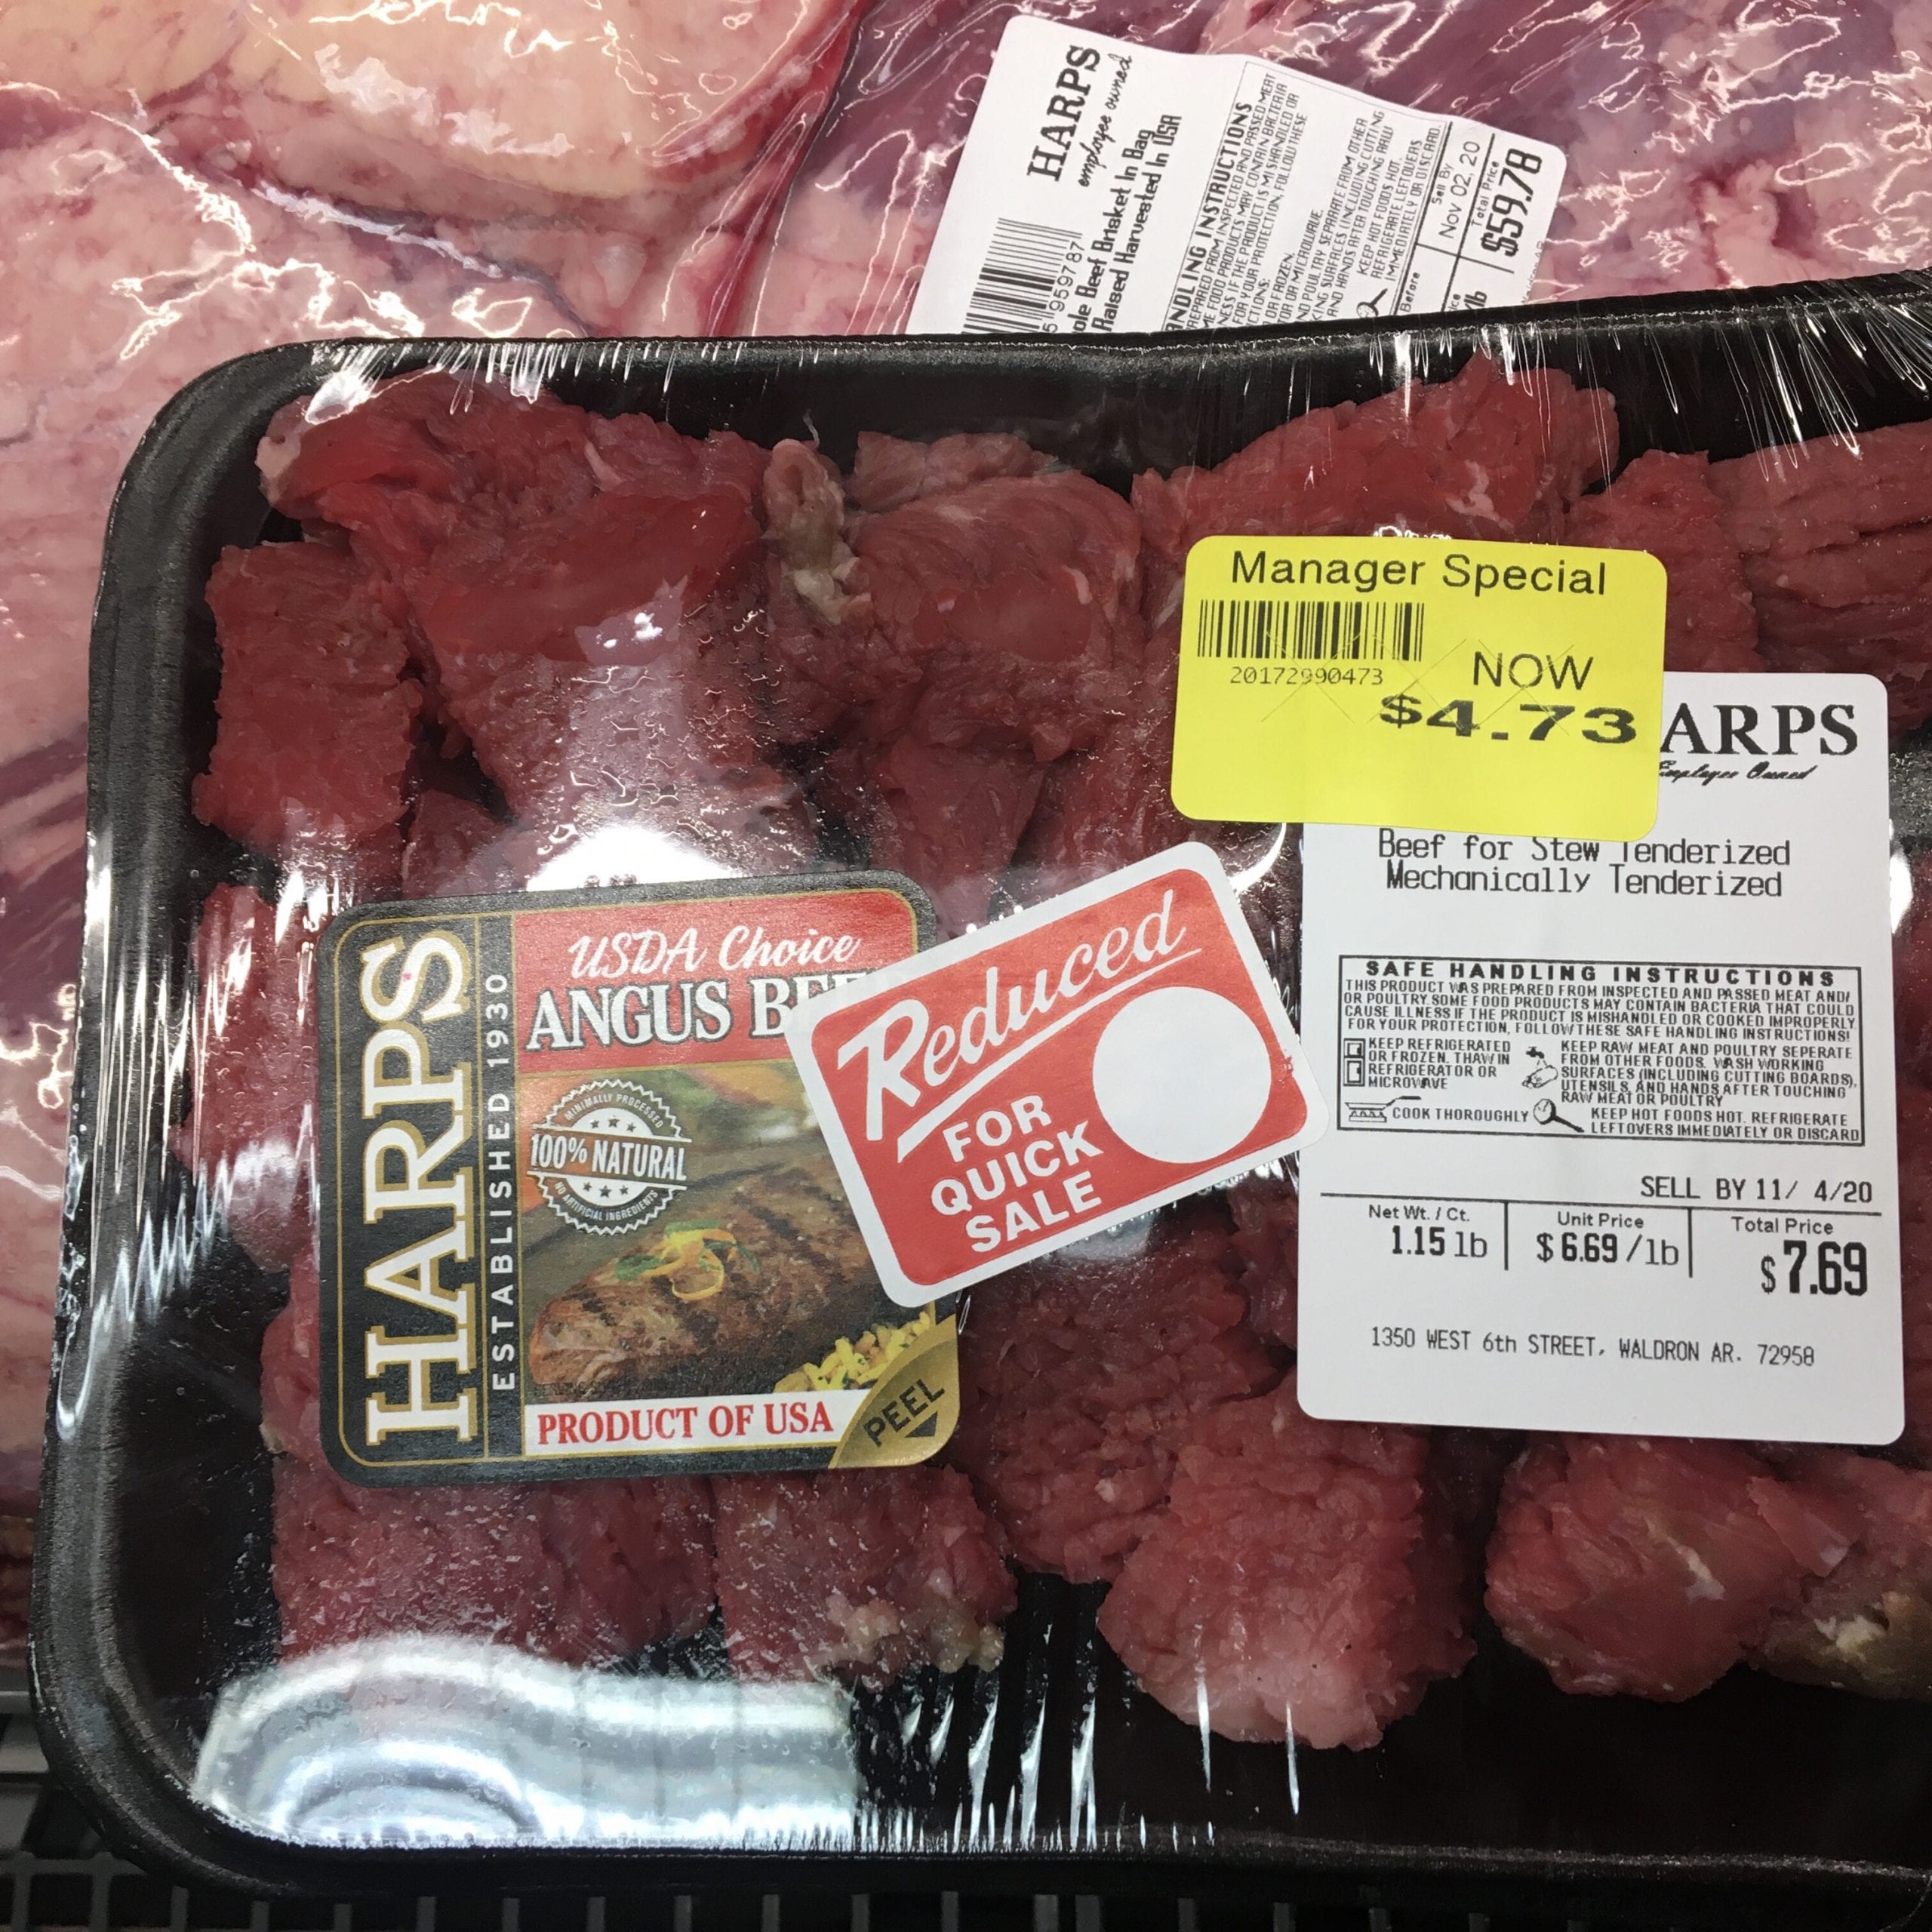 HARPS
employee owned
Beef Brisket In Bag
Raised Harvested In USA
5 959787
INSTRUCTIONS
Sell By
Nov 02, 20
Total Price
$59.78
Manager Special
20172990473
NOW
$4.73
ARPS
Employee Owned
Beef for Stew Tenderized
Mechanically Tenderized
SAFE HANDLING INSTRUCTIONS
THIS PRODUCT WAS PREPARED FROM INSPECTED AND PASSED MEAT AND/
OR POULTRY. SOME FOOD PRODUCTS MAY CONTAIN BACTERIA THAT COULD
CAUSE ILLNESS IF THE PRODUCT IS MISHANDLED OR COOKED IMPROPERLY.
FOR YOUR PROTECTION, FOLLOW THESE SAFE HANDLING INSTRUCTIONS!
KEEP REFRIGERATED
OR FROZEN. THAW IN
REFRIGERATOR OR
MICROWAVE
KEEP RAW MEAT AND POULTRY SEPERATE
FROM OTHER FOODS. WASH WORKING
SURFACES (INCLUDING CUTTING BOARDS),
UTENSILS, AND HANDS AFTER TOUCHING
RAW MEAT OR POULTRY
COOK THOROUGHLY
KEEP HOT FOODS HOT. REFRIGERATE
LEFTOVERS IMMEDIATELY OR DISCARD
SELL BY 11/ 4/20
Net Wt. / Ct.
1.15 lb
Unit Price
$6.69/lb
Total Price
$7.69
1350 WEST 6th STREET, WALDRON AR. 72958
HARPS
ESTABLISHED 1930
USDA Choice
ANGUS BEE
MINIMALLY PROCESSED
100% NATURAL
NO ARTIFICIAL INGREDIENTS
PRODUCT OF USA
PEEL
Reduced
FOR
QUICK
SALE